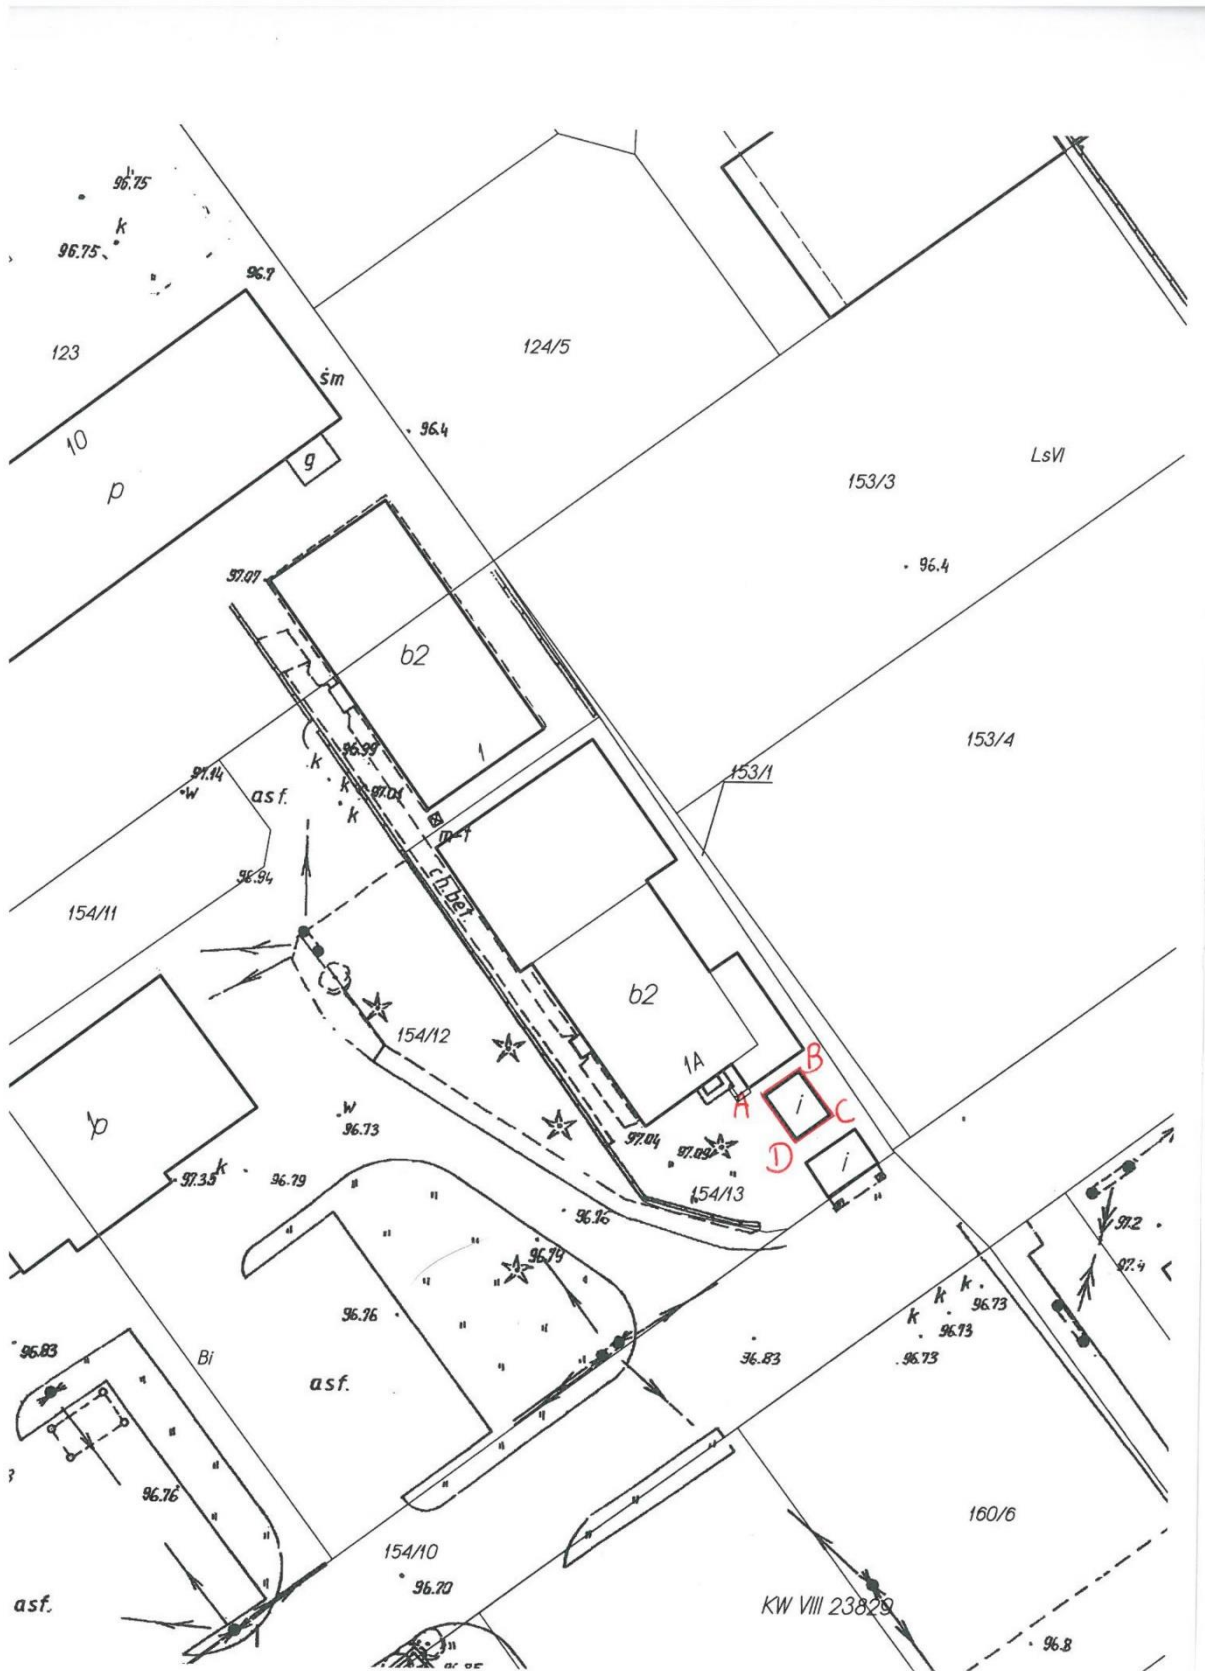 96.75
k
96.75
96.7
123
124/5
śm
10
96.4
g
p
153/3
LsVI
96.4
97.07
b2
153/4
1
96.99
k
97.14
w
asf.
k
97.01
k
153/1
m-t
ch.bet.
98.94
154/11
b2
154/12
1A
B
A
i
C
w
1p
96.73
97.04
97.09
D
i
k
97.35
96.79
154/13
96.76
97.2
96.79
97.4
k
k
96.73
96.76
k
96.73
96.83
Bi
96.83
96.73
asf.
96.76
160/6
154/10
96.70
asf.
KW VIII 23829
96.8